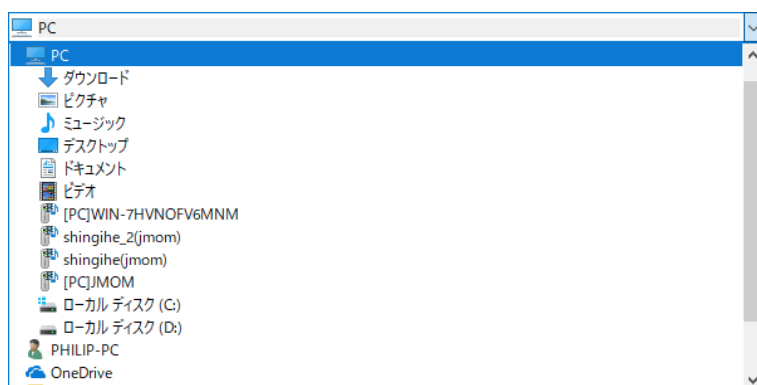 PC
PC
ダウンロード
ピクチャ
ミュージック
デスクトップ
ドキュメント
ビデオ
[PC]WIN-7HVNOFV6MNM
shingihe_2(jmom)
shingihe(jmom)
[PC]JMOM
ローカル ディスク (C:)
ローカル ディスク (D:)
PHILIP-PC
OneDrive